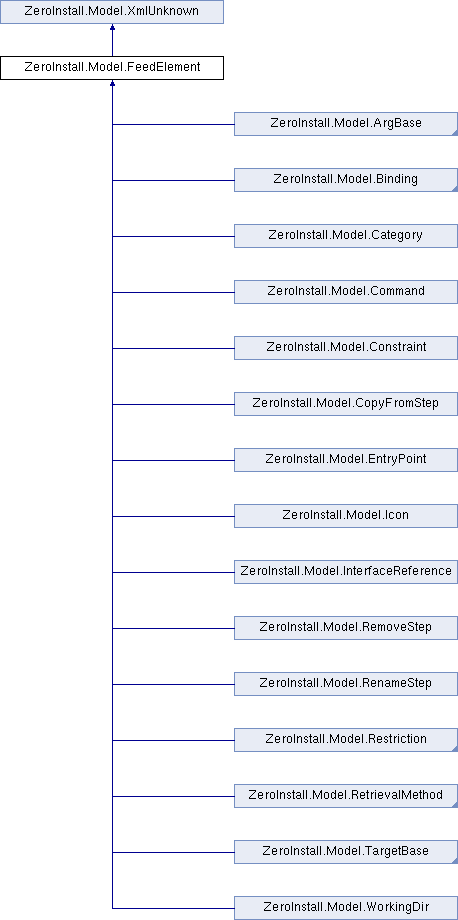 ZeroInstall.Model.XmlUnknown
ZeroInstall.Model.FeedElement
ZeroInstall.Model.ArgBase
ZeroInstall.Model.Binding
ZeroInstall.Model.Category
ZeroInstall.Model.Command
ZeroInstall.Model.Constraint
ZeroInstall.Model.CopyFromStep
ZeroInstall.Model.EntryPoint
ZeroInstall.Model.Icon
ZeroInstall.Model.InterfaceReference
ZeroInstall.Model.RemoveStep
ZeroInstall.Model.RenameStep
ZeroInstall.Model.Restriction
ZeroInstall.Model.RetrievalMethod
ZeroInstall.Model.TargetBase
ZeroInstall.Model.WorkingDir